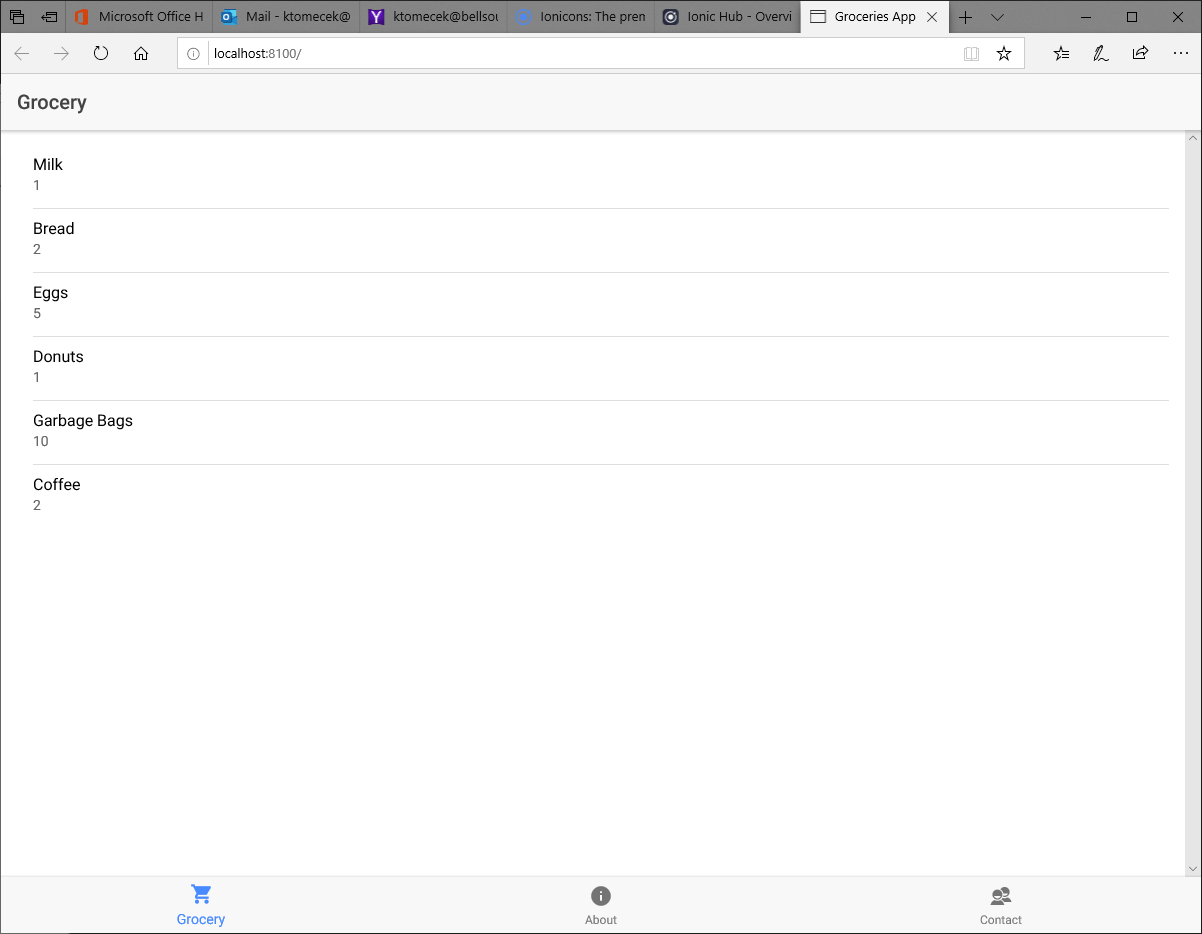 Microsoft Office H
Mail - ktomecek@
ktomecek@bellsou
Ionicons: The prem
Ionic Hub - Overvi
Groceries App
localhost:8100/
Grocery
Milk
1
Bread
2
Eggs
5
Donuts
1
Garbage Bags
10
Coffee
2
Grocery
About
Contact